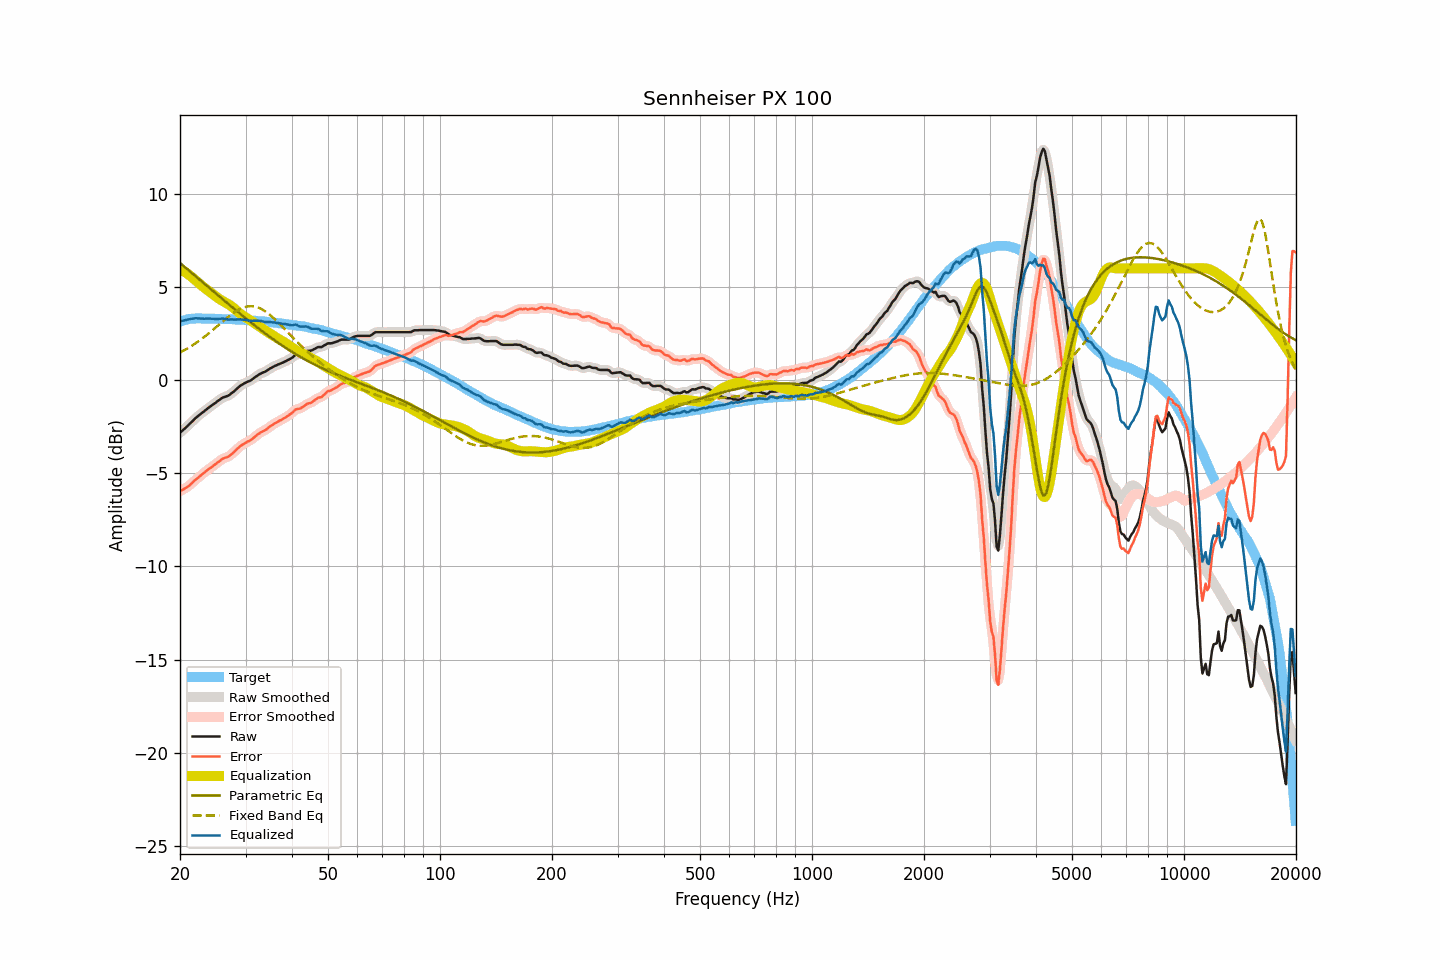 Sennheiser PX 100
Amplitude (dBr)
10
5
0
−5
−10
−15
−20
−25
Target
Raw Smoothed
Error Smoothed
Raw
Error
Equalization
Parametric Eq
Fixed Band Eq
Equalized
20 50 100 200 500 1000 2000 5000 10000 20000
Frequency (Hz)